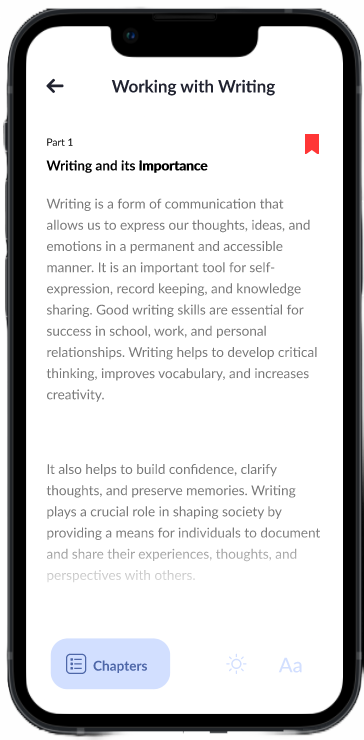 Working with Writing
Part 1
Writing and its Importance
Writing is a form of communication that
allows us to express our thoughts, ideas, and
emotions in a permanent and accessible
manner. It is an important tool for self-
expression, record keeping, and knowledge
sharing. Good writing skills are essential for
success in school, work, and personal
relationships. Writing helps to develop critical
thinking, improves vocabulary, and increases
creativity.
It also helps to build confidence, clarify
thoughts, and preserve memories. Writing
plays a crucial role in shaping society by
providing a means for individuals to document
and share their experiences, thoughts, and
perspectives with others.
Chapters
Aa